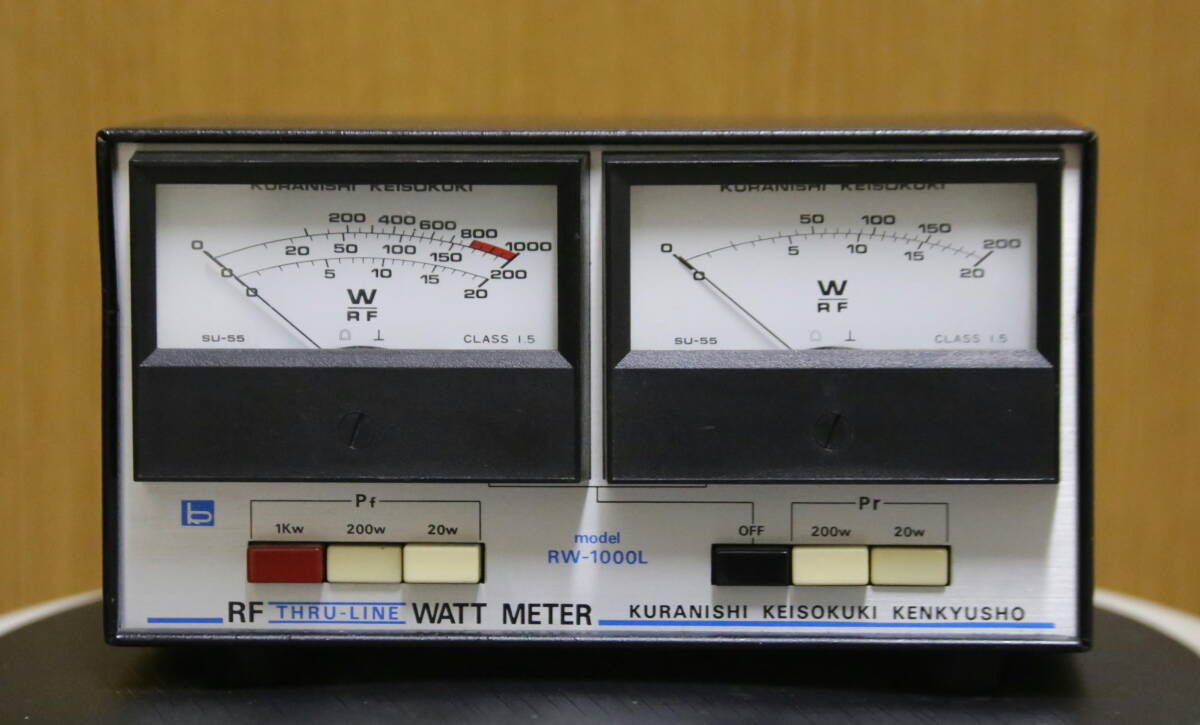 KURANISHI KEISOKUKI
200 400 600 800 1000
0 20 50 100 150 200
0 5 10 15 20
0
W
RF
SU-55 CLASS 1.5
KURANISHI KEISOKUKI
50 100 150 200
0 5 10 15 20
0
W
RF
SU-55 CLASS 1.5
Pf
1Kw 200w 20w
model
RW-1000L
Pr
OFF 200w 20w
RF THRU-LINE WATT METER
KURANISHI KEISOKUKI KENKYUSHO